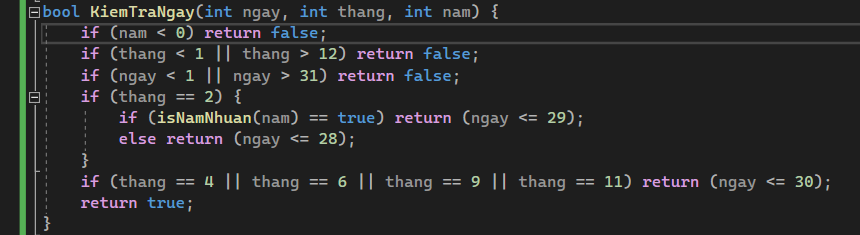 bool KiemTraNgay(int ngay, int thang, int nam) {
    if (nam < 0) return false;
    if (thang < 1 || thang > 12) return false;
    if (ngay < 1 || ngay > 31) return false;
    if (thang == 2) {
        if (isNamNhuan(nam) == true) return (ngay <= 29);
        else return (ngay <= 28);
    }
    if (thang == 4 || thang == 6 || thang == 9 || thang == 11) return (ngay <= 30);
    return true;
}